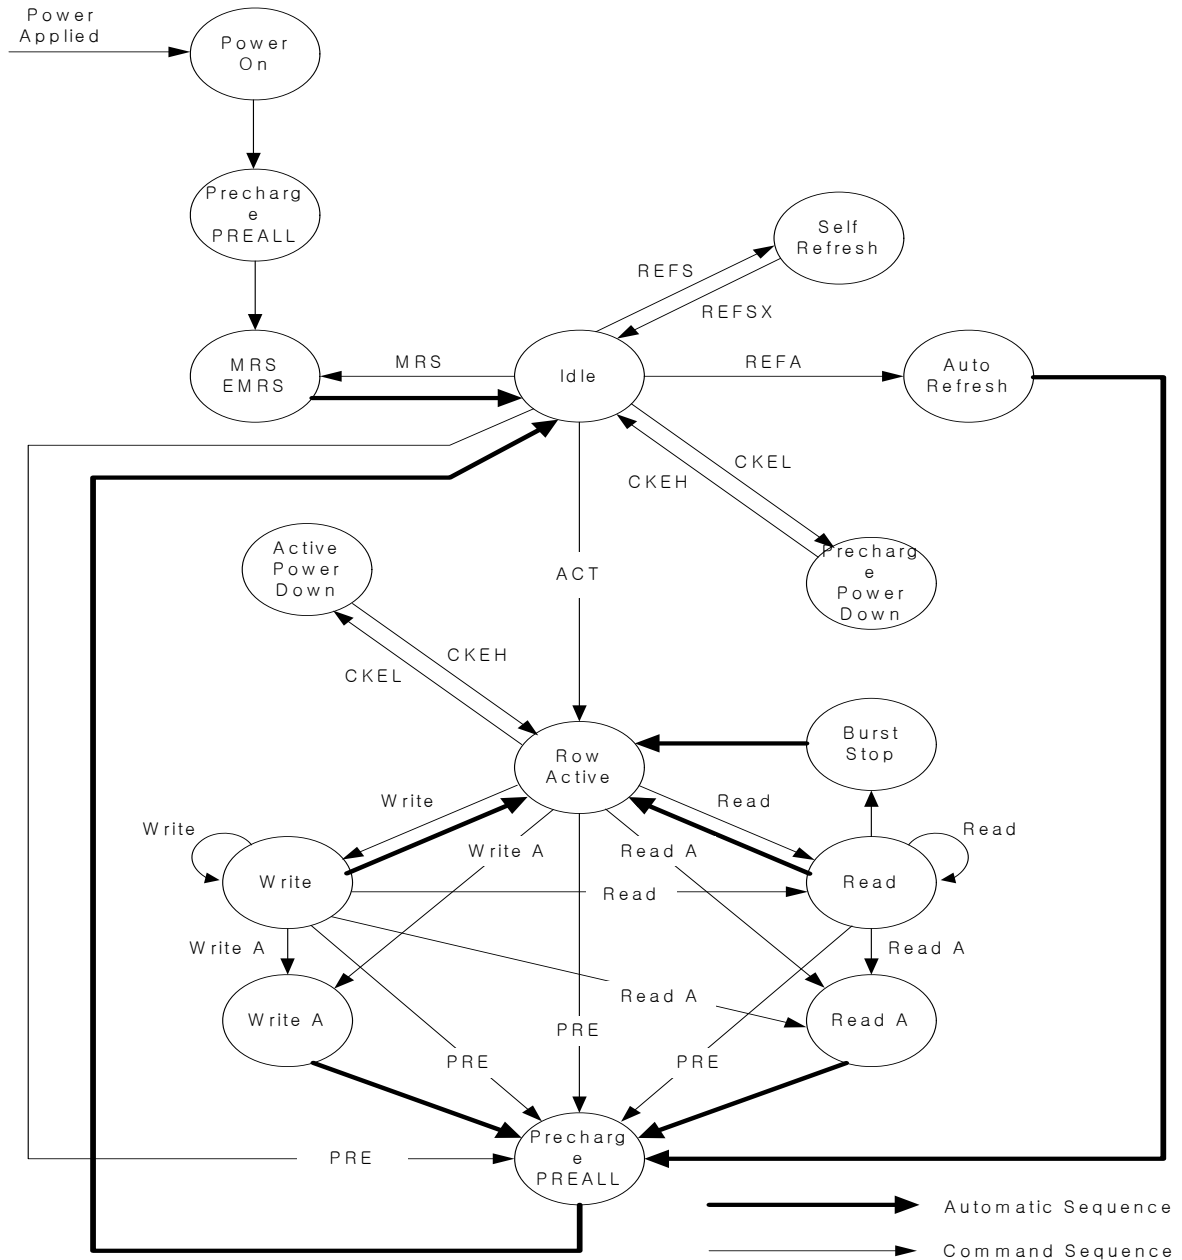 Power
Applied
Power
On
Precharg
e
PREALL
Self
Refresh
REFS
REFSX
MRS
EMRS
MRS
Idle
REFA
Auto
Refresh
CKEL
CKEH
Active
Power
Down
ACT
Precharg
e
Power
Down
CKEH
CKEL
Row
Active
Burst
Stop
Write
Read
Write
Write A
Read A
Read
Write
Read
Read
Write A
Read A
Write A
Read A
Read A
PRE
PRE
PRE
Precharg
e
PREALL
PRE
Automatic Sequence
Command Sequence